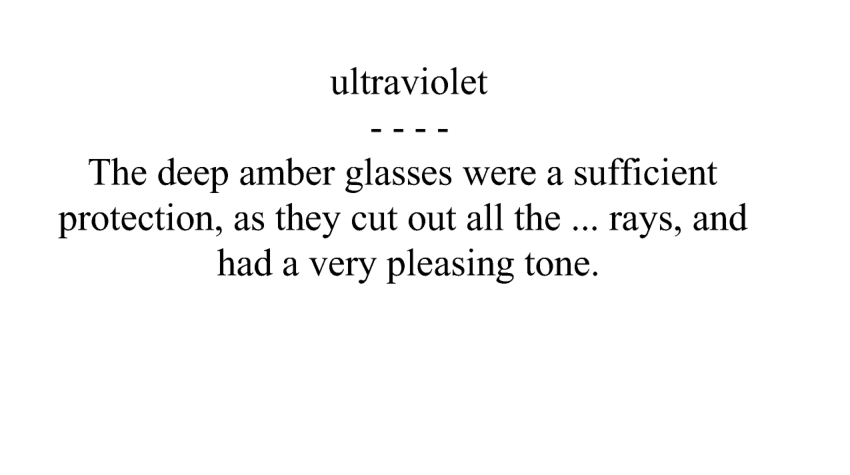 ultraviolet
- - - -
The deep amber glasses were a sufficient
protection, as they cut out all the ... rays, and
had a very pleasing tone.